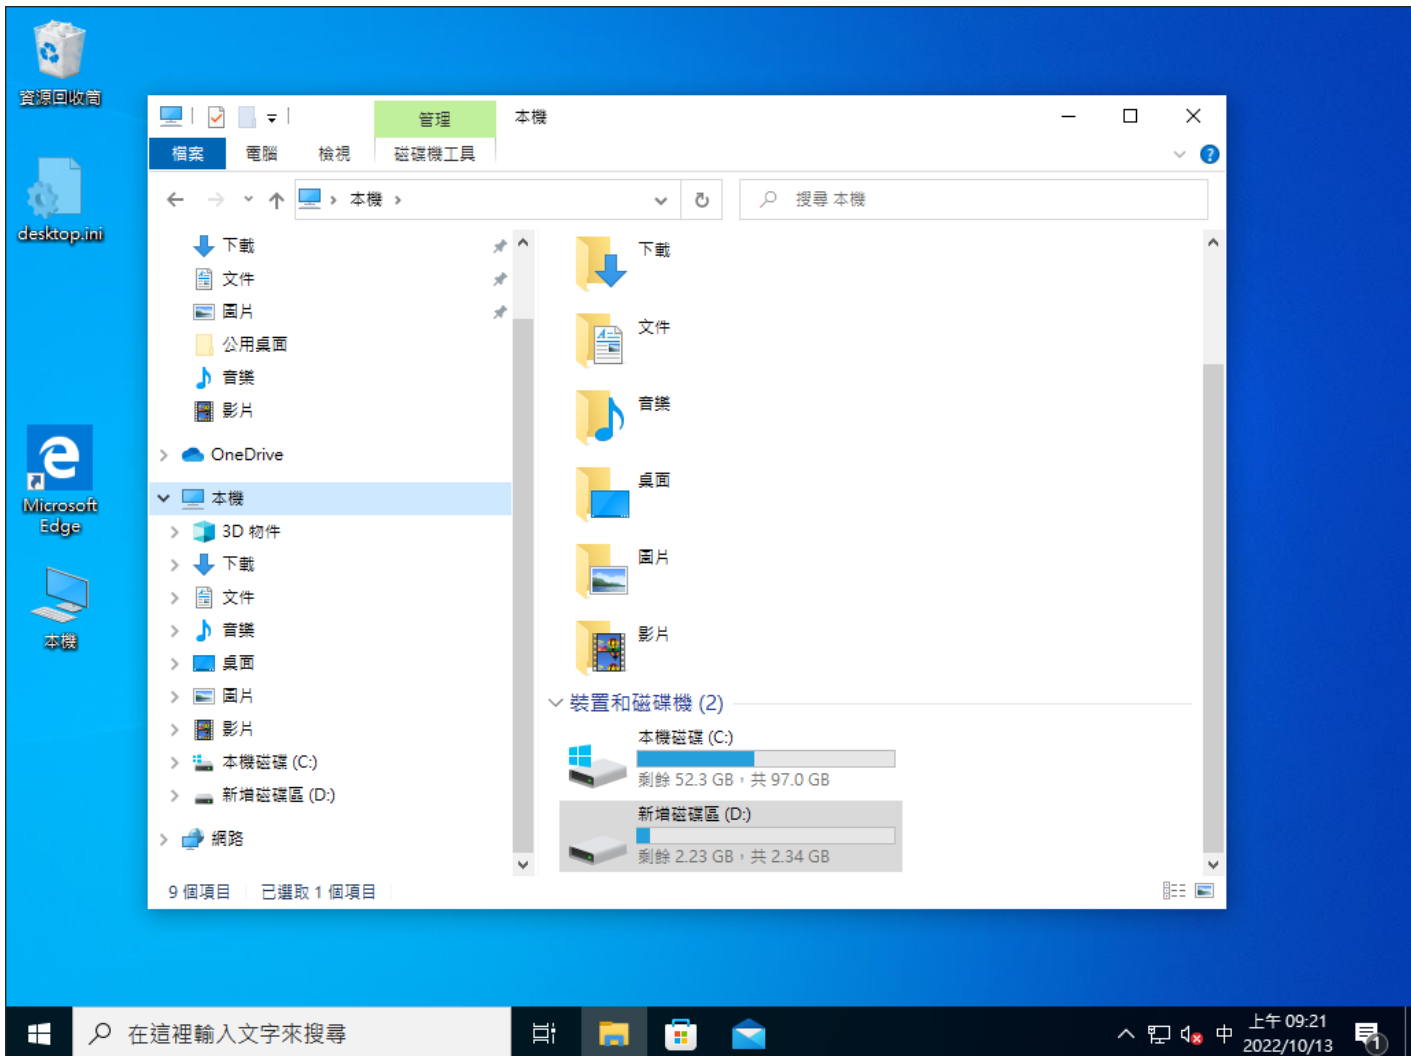 資源回收筒
desktop.ini
Microsoft
Edge
本機
管理
本機
檔案
電腦
檢視
磁碟機工具
本機
搜尋 本機
下載
文件
圖片
公用桌面
音樂
影片
OneDrive
本機
3D 物件
下載
文件
音樂
桌面
圖片
影片
本機磁碟 (C:)
新增磁碟區 (D:)
網路
下載
文件
音樂
桌面
圖片
影片
裝置和磁碟機 (2)
本機磁碟 (C:)
剩餘 52.3 GB，共 97.0 GB
新增磁碟區 (D:)
剩餘 2.23 GB，共 2.34 GB
9 個項目
已選取 1 個項目
在這裡輸入文字來搜尋
中
上午 09:21
2022/10/13
1